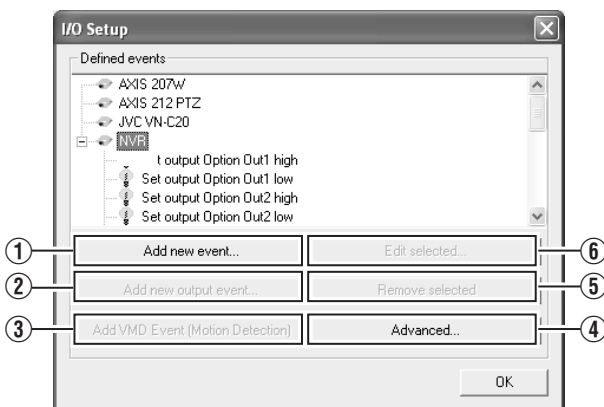 I/O Setup
Defined events
AXIS 207W
AXIS 212 PTZ
JVC VN-C20
NVR
t output Option Out1 high
Set output Option Out1 low
Set output Option Out2 high
Set output Option Out2 low
① Add new event... Edit selected... ⑥
② Add new output event... Remove selected ⑤
③ Add VMD Event (Motion Detection) Advanced... ④
OK